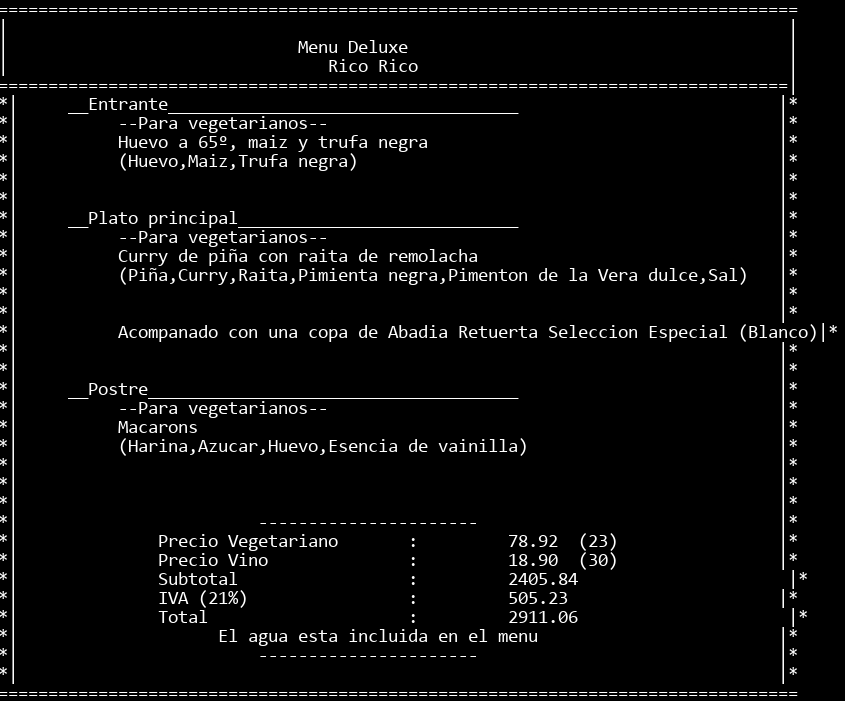 Menu Deluxe
Rico Rico
__Entrante___________________________________
--Para vegetarianos--
Huevo a 65º, maiz y trufa negra
(Huevo,Maiz,Trufa negra)
__Plato principal____________________________
--Para vegetarianos--
Curry de piña con raita de remolacha
(Piña,Curry,Raita,Pimienta negra,Pimenton de la Vera dulce,Sal)
Acompanado con una copa de Abadia Retuerta Seleccion Especial (Blanco)|*
__Postre_____________________________________
--Para vegetarianos--
Macarons
(Harina,Azucar,Huevo,Esencia de vainilla)
----------------------
Precio Vegetariano : 78.92 (23)
Precio Vino : 18.90 (30)
Subtotal : 2405.84
IVA (21%) : 505.23
Total : 2911.06
El agua esta incluida en el menu
----------------------